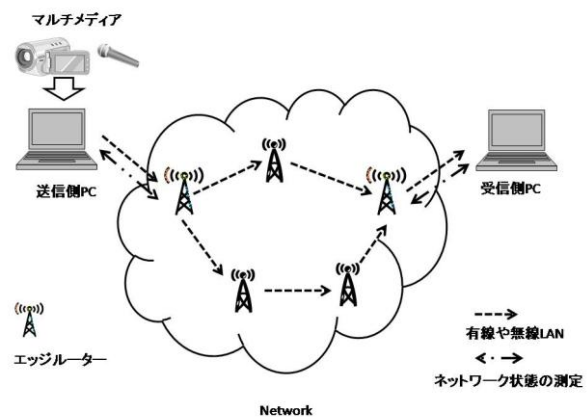 マルチメディア
送信側PC
受信側PC
エッジルーター
有線や無線LAN
ネットワーク状態の測定
Network